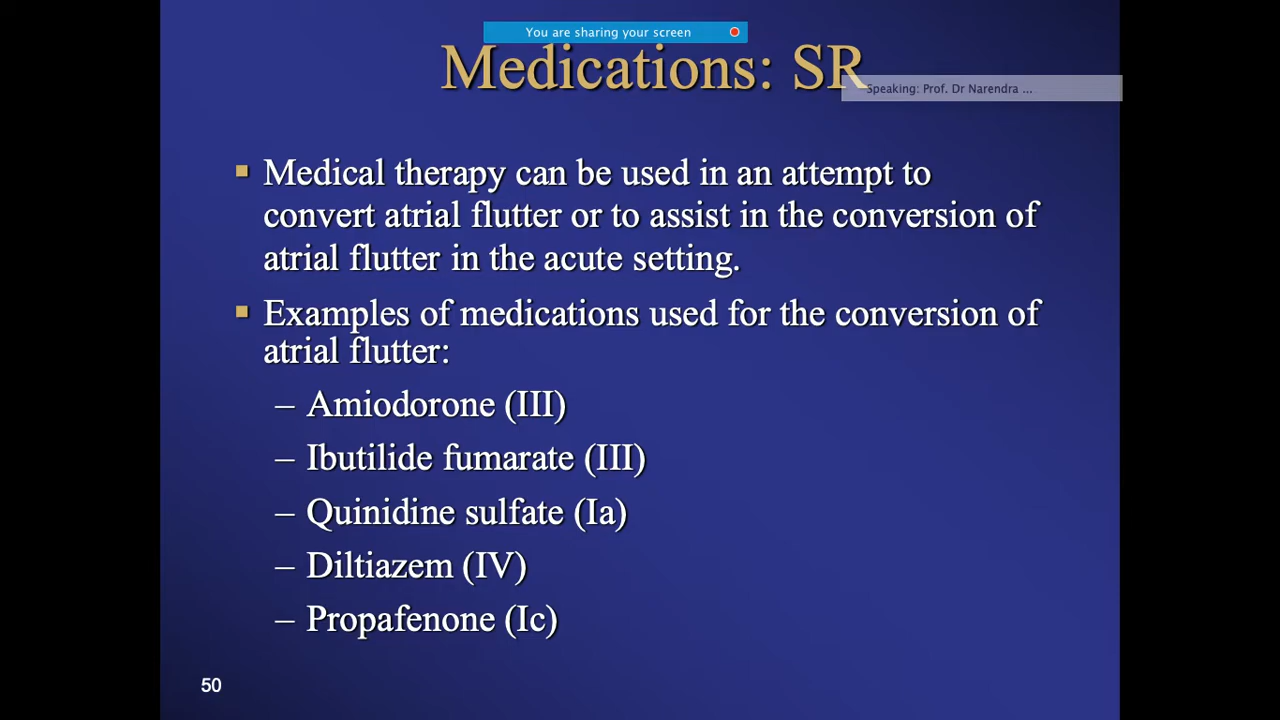 You are sharing your screen
Medications: SR
Speaking: Prof. Dr Narendra ...
Medical therapy can be used in an attempt to
convert atrial flutter or to assist in the conversion of
atrial flutter in the acute setting.
Examples of medications used for the conversion of
atrial flutter:
– Amiodorone (III)
– Ibutilide fumarate (III)
– Quinidine sulfate (Ia)
– Diltiazem (IV)
– Propafenone (Ic)
50